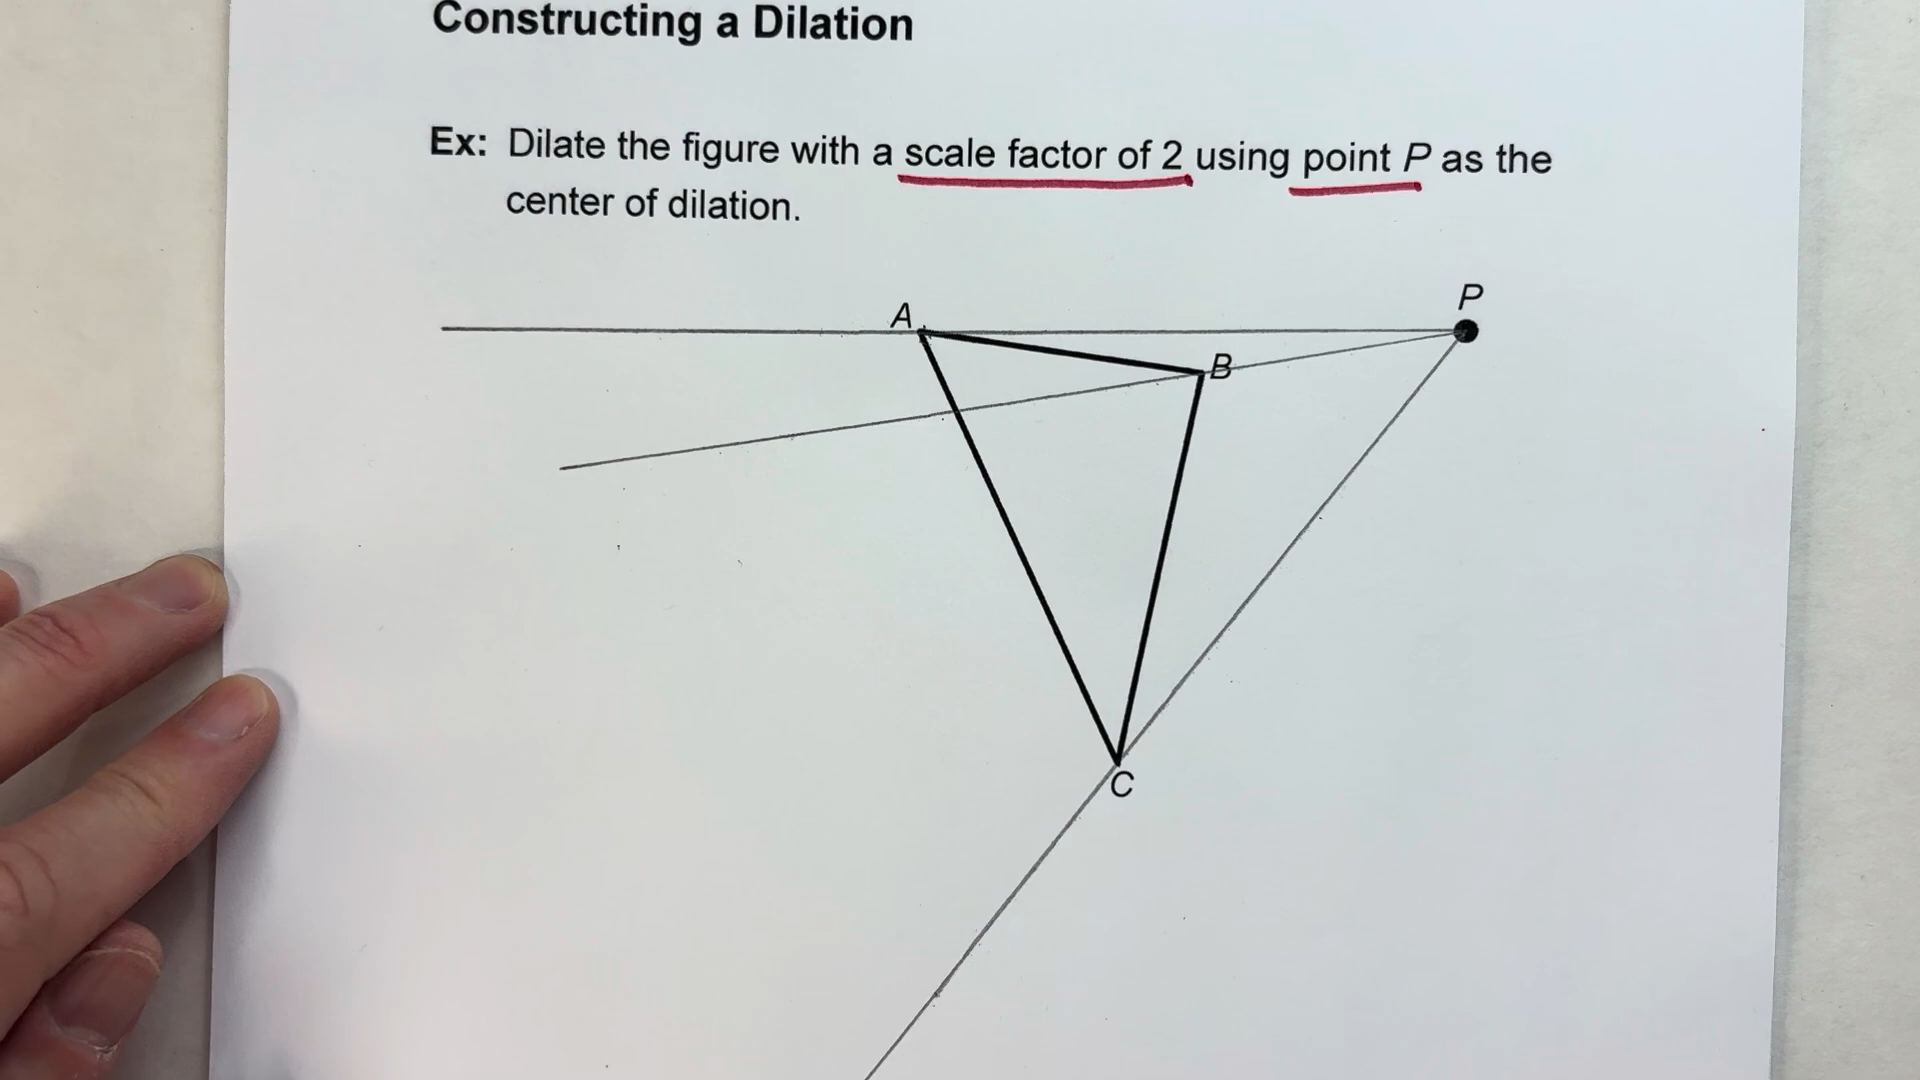 Constructing a Dilation
Ex: Dilate the figure with a scale factor of 2 using point P as the
center of dilation.
P
A
B
C